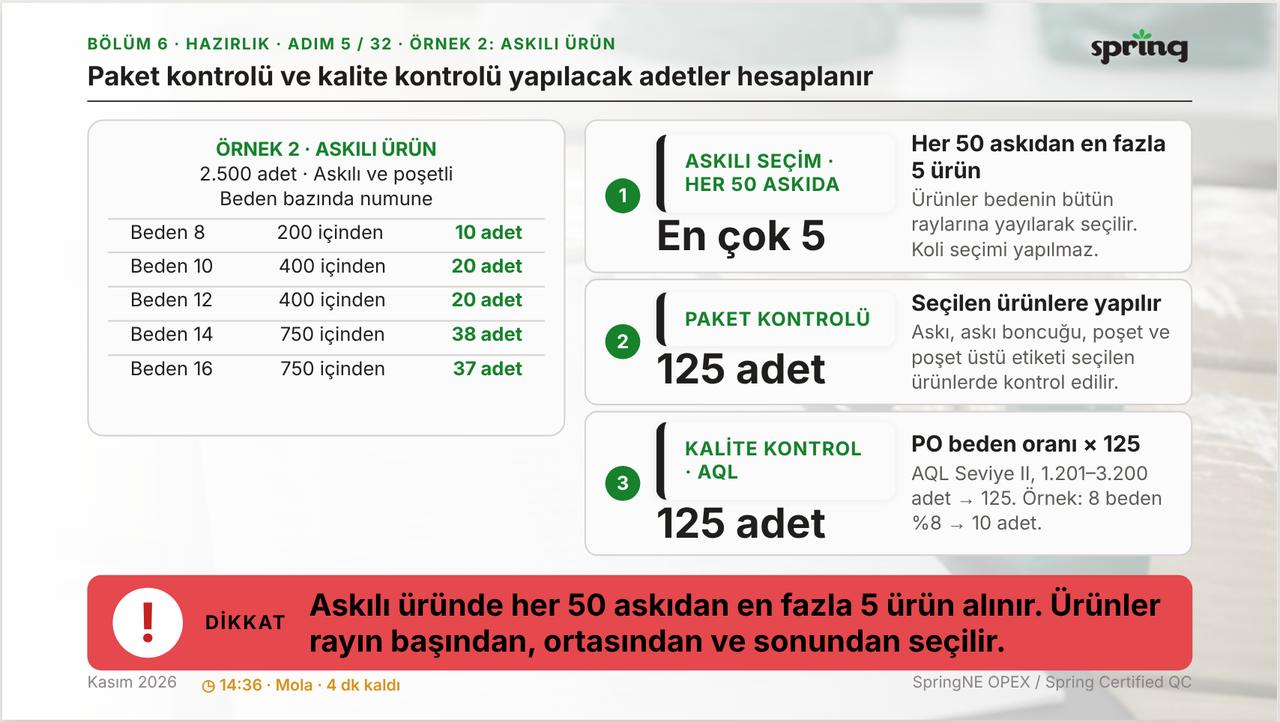 BÖLÜM 6 · HAZIRLIK · ADIM 5 / 32 · ÖRNEK 2: ASKILI ÜRÜN
spring
Paket kontrolü ve kalite kontrolü yapılacak adetler hesaplanır
ÖRNEK 2 · ASKILI ÜRÜN
2.500 adet · Askılı ve poşetli
Beden bazında numune
Beden 8 200 içinden 10 adet
Beden 10 400 içinden 20 adet
Beden 12 400 içinden 20 adet
Beden 14 750 içinden 38 adet
Beden 16 750 içinden 37 adet
1
ASKILI SEÇİM ·
HER 50 ASKIDA
En çok 5
Her 50 askıdan en fazla
5 ürün
Ürünler bedenin bütün
raylarına yayılarak seçilir.
Koli seçimi yapılmaz.
2
PAKET KONTROLÜ
125 adet
Seçilen ürünlere yapılır
Askı, askı boncuğu, poşet ve
poşet üstü etiketi seçilen
ürünlerde kontrol edilir.
3
KALİTE KONTROL
· AQL
125 adet
PO beden oranı × 125
AQL Seviye II, 1.201–3.200
adet → 125. Örnek: 8 beden
%8 → 10 adet.
!
DİKKAT
Askılı üründe her 50 askıdan en fazla 5 ürün alınır. Ürünler
rayın başından, ortasından ve sonundan seçilir.
Kasım 2026
14:36 · Mola · 4 dk kaldı
SpringNE OPEX / Spring Certified QC